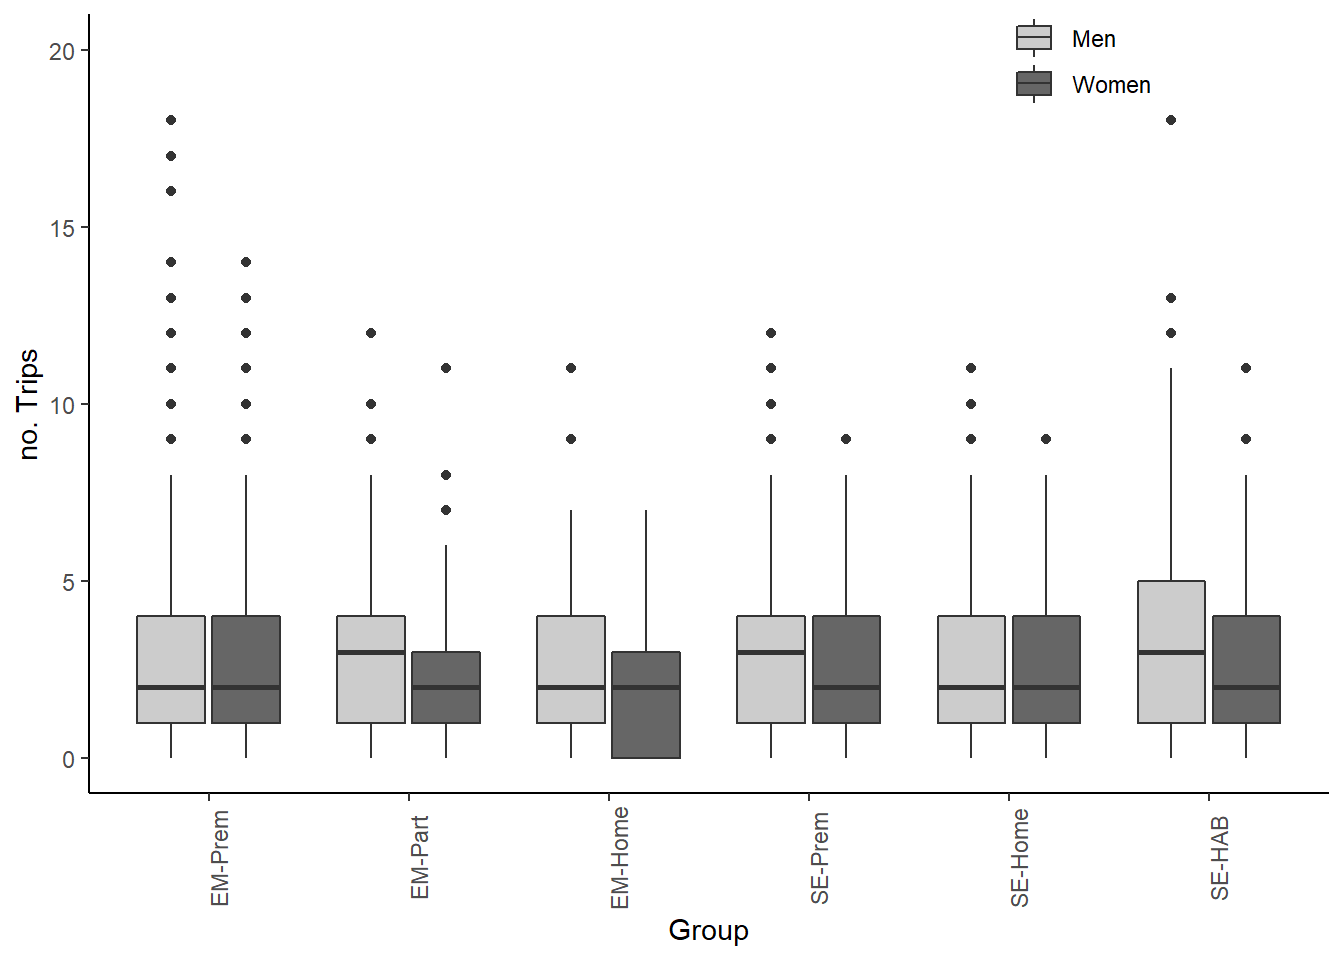 Men
Women
20
15
10
5
0
no. Trips
EM-Prem
EM-Part
EM-Home
SE-Prem
SE-Home
SE-HAB
Group